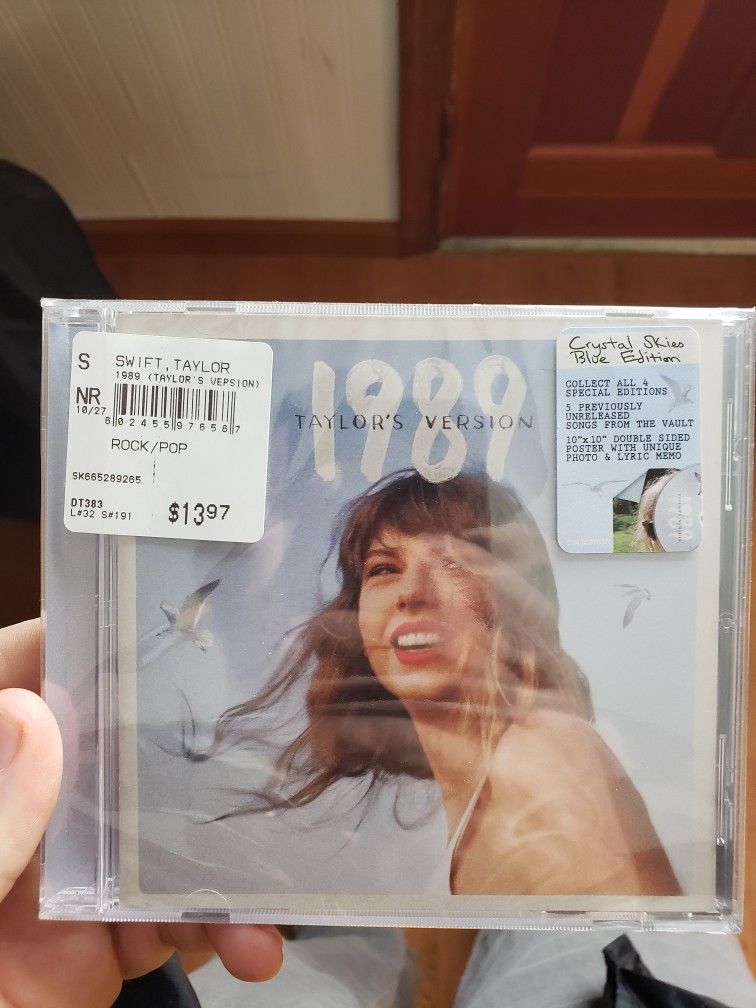 S SWIFT,TAYLOR
1989 (TAYLOR'S VERSION)
NR
10/27
6 02455 97656 7
ROCK/POP
SK665289265
DT383
L#32 S#191
$13.97
1989
TAYLOR'S VERSION
Crystal Skies
Blue Edition
COLLECT ALL 4
SPECIAL EDITIONS
5 PREVIOUSLY
UNRELEASED
SONGS FROM THE VAULT
10"x10" DOUBLE SIDED
POSTER WITH UNIQUE
PHOTO & LYRIC MEMO